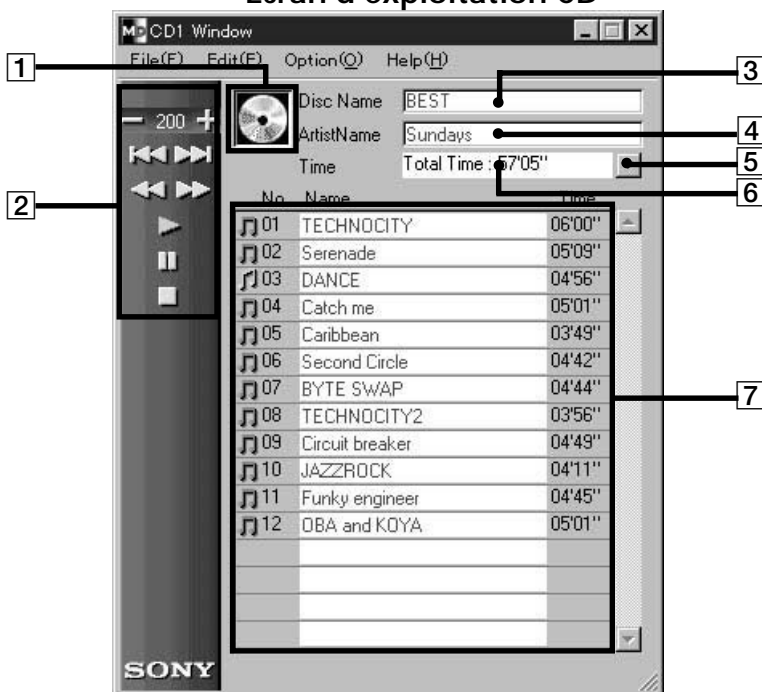 Écran d'exploitation CD
MD CD1 Window
File(F) Edit(E) Option(O) Help(H)
1
3
Disc Name BEST
200
4
ArtistName Sundays
5
Time Total Time : 57'05''
6
2
No. Name Time
01 TECHNOCITY 06'00''
02 Serenade 05'09''
03 DANCE 04'56''
04 Catch me 05'01''
05 Caribbean 03'49''
06 Second Circle 04'42''
07 BYTE SWAP 04'44''
7
08 TECHNOCITY2 03'56''
09 Circuit breaker 04'49''
10 JAZZROCK 04'11''
11 Funky engineer 04'45''
12 OBA and KOYA 05'01''
SONY